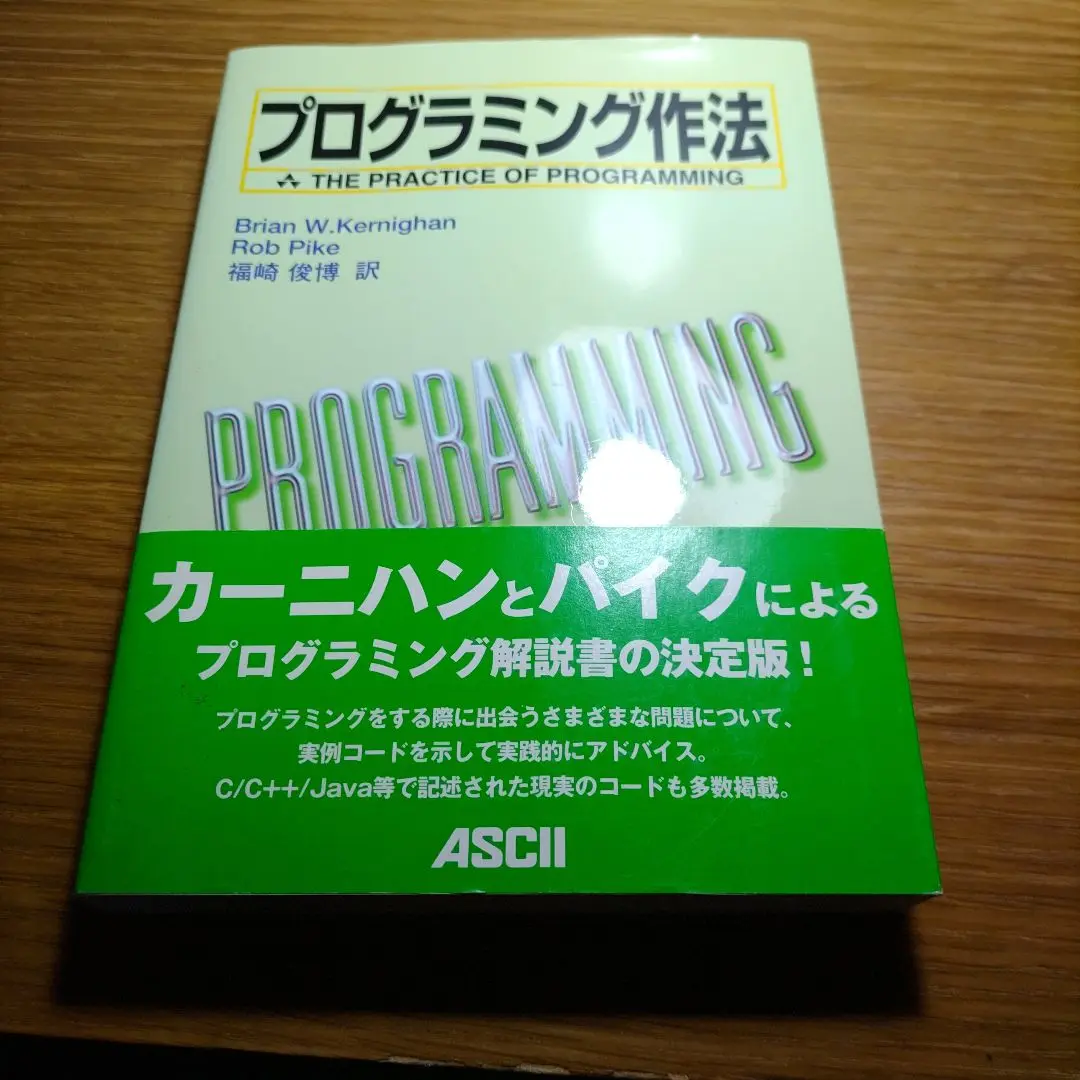 プログラミング作法
THE PRACTICE OF PROGRAMMING
Brian W.Kernighan
Rob Pike
福崎 俊博 訳
PROGRAMMING
カーニハンとパイクによる
プログラミング解説書の決定版!
プログラミングをする際に出会うさまざまな問題について、
実例コードを示して実践的にアドバイス。
C/C++/Java等で記述された現実のコードも多数掲載。
ASCII